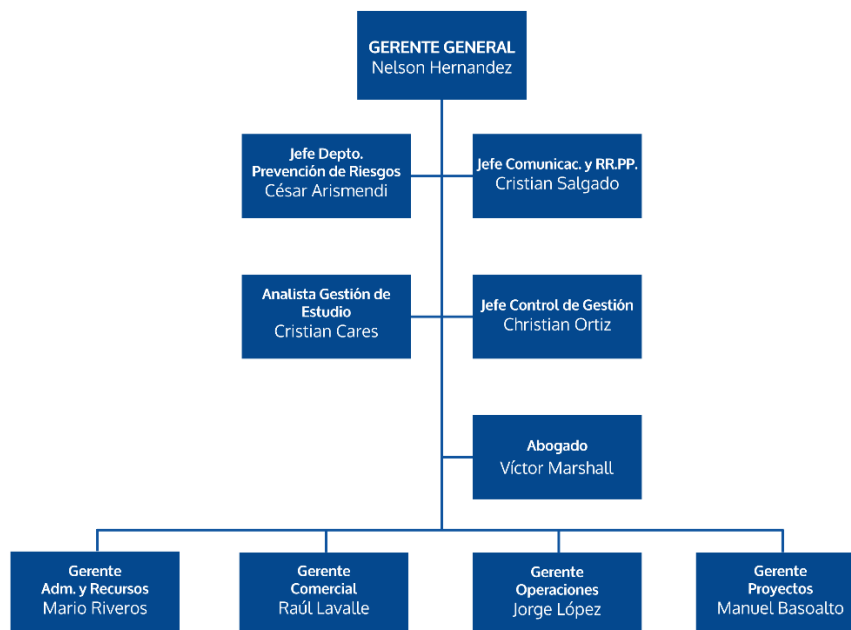 GERENTE GENERAL
Nelson Hernandez
Jefe Depto.
Prevención de Riesgos
César Arismendi
Jefe Comunicac. y RR.PP.
Cristian Salgado
Analista Gestión de
Estudio
Cristian Cares
Jefe Control de Gestión
Christian Ortiz
Abogado
Víctor Marshall
Gerente
Adm. y Recursos
Mario Riveros
Gerente
Comercial
Raúl Lavalle
Gerente
Operaciones
Jorge López
Gerente
Proyectos
Manuel Basoalto